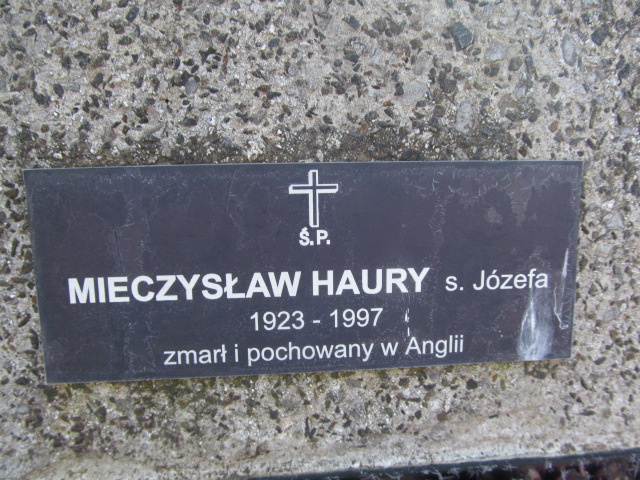 Ś.P.
MIECZYSŁAW HAURY s. Józefa
1923 - 1997
zmarł i pochowany w Anglii